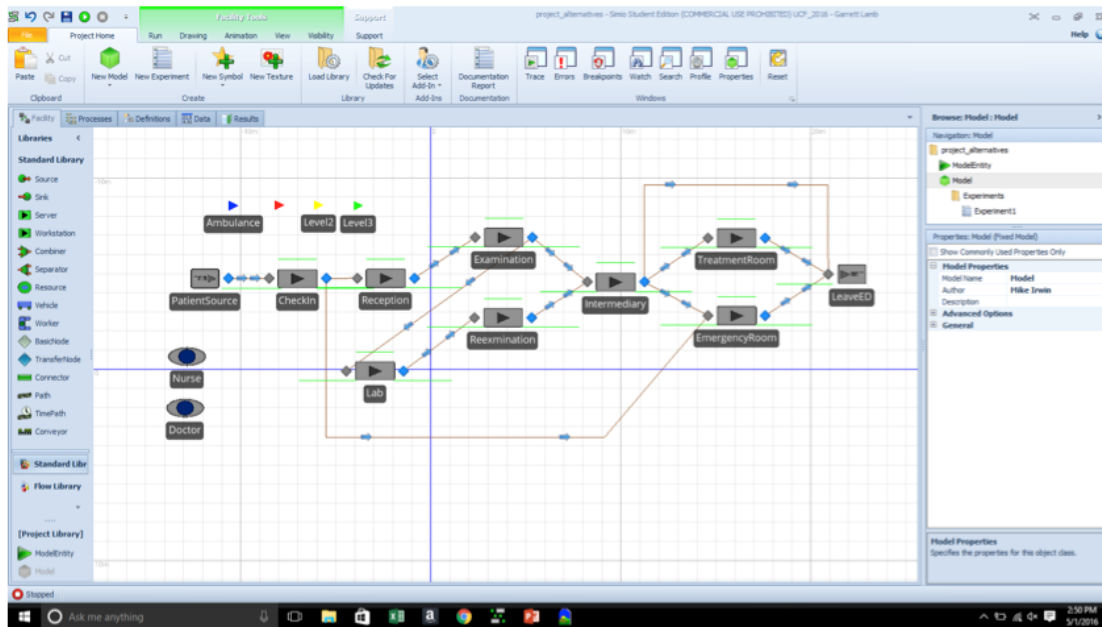 project_alternatives - Simio Student Edition (COMMERCIAL USE PROHIBITED) UCF_2016 - Garrett Lamb
Facility Tools
Support
File
Project Home
Run
Drawing
Animation
View
Visibility
Support
Help
Paste
Cut
Copy
Clipboard
New Model
New Experiment
New Symbol
New Texture
Create
Load Library
Check For
Updates
Library
Select
Add-In
Add-Ins
Documentation
Report
Documentation
Trace
Errors
Breakpoints
Watch
Search
Profile
Properties
Windows
Reset
Facility
Processes
Definitions
Data
Results
Libraries
Standard Library
Source
Sink
Server
Workstation
Combiner
Separator
Resource
Vehicle
Worker
BasicNode
TransferNode
Connector
Path
TimePath
Conveyor
Standard Libr
Flow Library
[Project Library]
ModelEntity
Model
Ambulance
Level2
Level3
PatientSource
CheckIn
Reception
Examination
Reexmination
Lab
Intermediary
TreatmentRoom
EmergencyRoom
LeaveED
Nurse
Doctor
Browse: Model : Model
Navigation: Model
project_alternatives
ModelEntity
Model
Experiments
Experiment1
Properties: Model (Fixed Model)
Show Commonly Used Properties Only
Model Properties
Model Name Model
Author Mike Irwin
Description
Advanced Options
General
Model Properties
Specifies the properties for this object class.
Stopped
Ask me anything
2:50 PM
5/1/2016